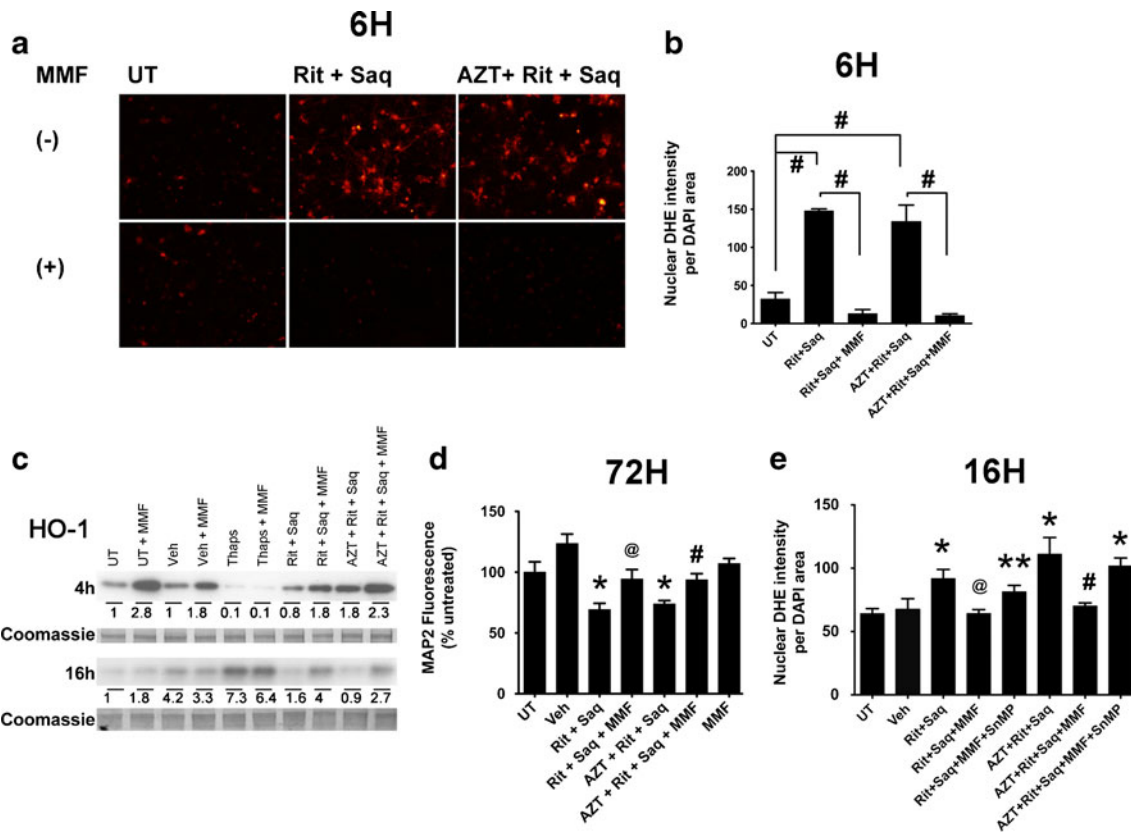 a
6H
MMF UT Rit + Saq AZT+ Rit + Saq
(-)
(+)
b
6H
#
# # #
Nuclear DHE intensity
per DAPI area
200
150
100
50
0
UT
Rit+Saq
Rit+Saq+ MMF
AZT+Rit+Saq
AZT+Rit+Saq+MMF
c
HO-1
UT
UT + MMF
Veh
Veh + MMF
Thaps
Thaps + MMF
Rit + Saq
Rit + Saq + MMF
AZT + Rit + Saq
AZT + Rit + Saq + MMF
4h
1 2.8 1 1.8 0.1 0.1 0.8 1.8 1.8 2.3
Coomassie
16h
1 1.8 4.2 3.3 7.3 6.4 1.6 4 0.9 2.7
Coomassie
d
72H
MAP2 Fluorescence
(% untreated)
150
100
50
0
* @ * #
UT
Veh
Rit + Saq
Rit + Saq + MMF
AZT + Rit + Saq
AZT + Rit + Saq + MMF
MMF
e
16H
Nuclear DHE intensity
per DAPI area
150
100
50
0
* @ ** * # *
UT
Veh
Rit+Saq
Rit+Saq+MMF
Rit+Saq+MMF+SnMP
AZT+Rit+Saq
AZT+Rit+Saq+MMF
AZT+Rit+Saq+MMF+SnMP